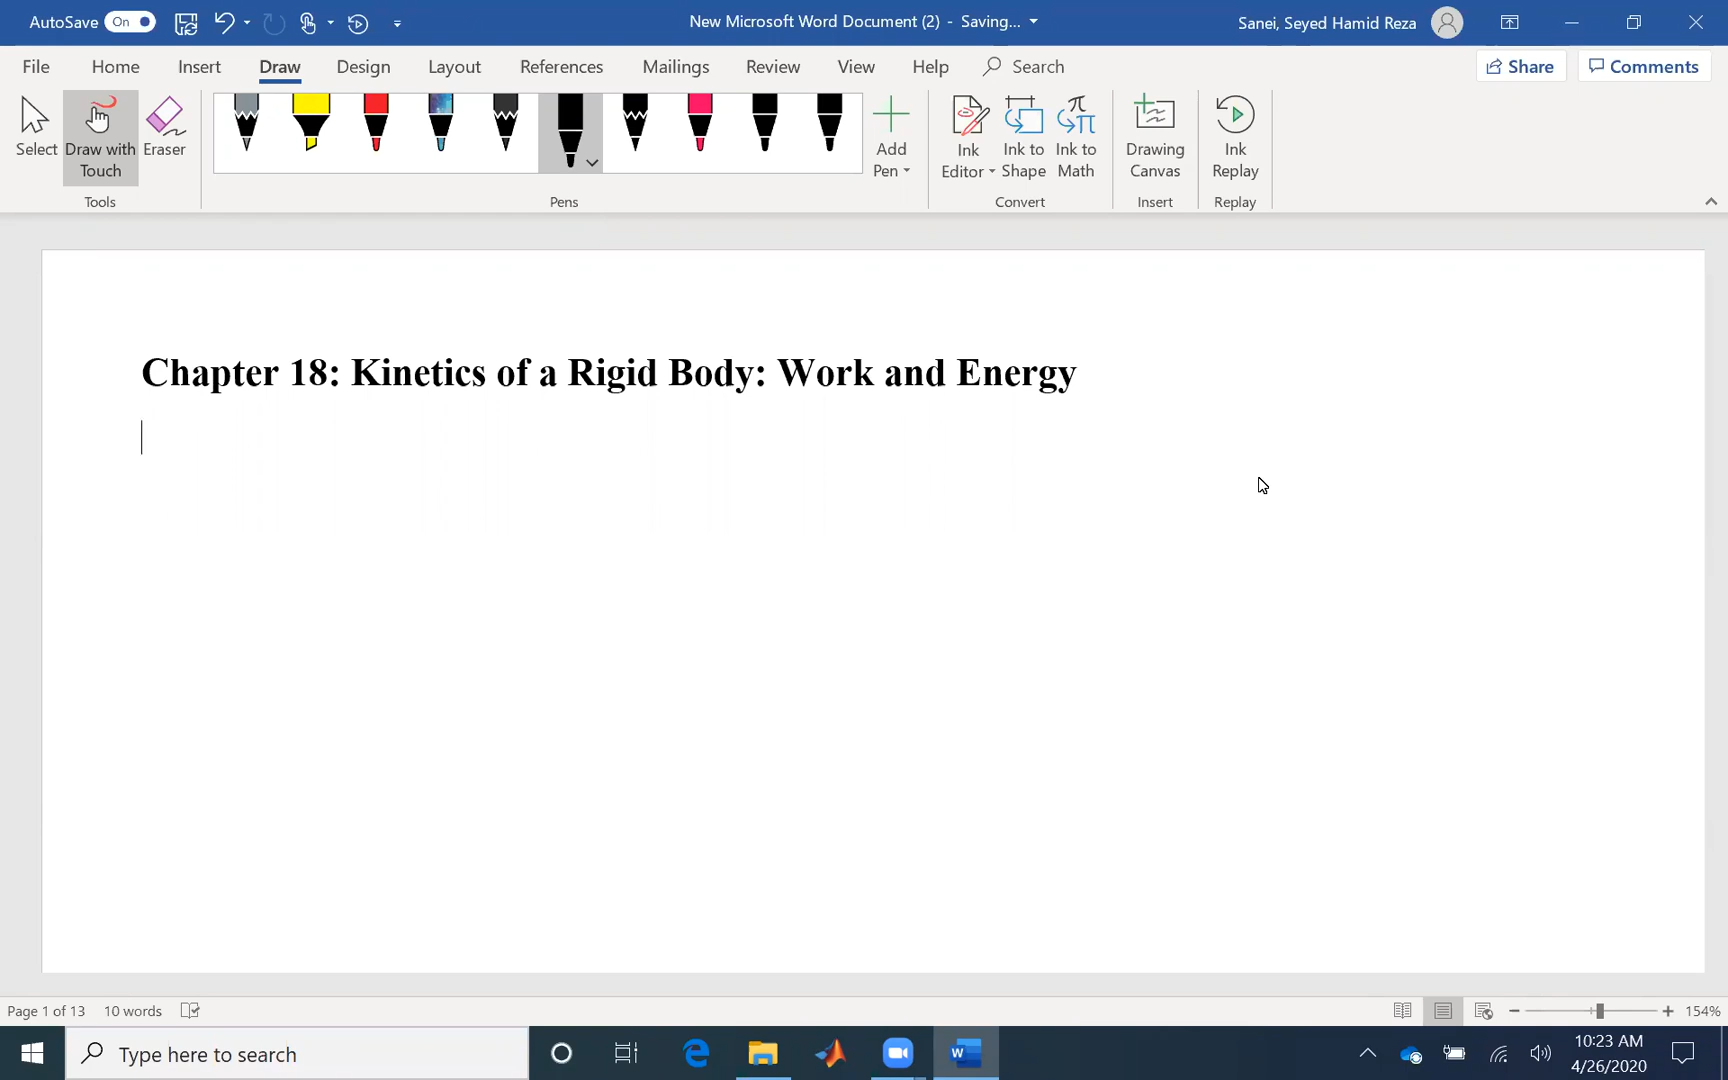 AutoSave On New Microsoft Word Document (2) - Saving... Sanei, Seyed Hamid Reza
File Home Insert Draw Design Layout References Mailings Review View Help Search Share Comments
Select Draw with Touch Eraser Add Pen Ink Editor Ink to Shape Ink to Math Drawing Canvas Ink Replay
Tools Pens Convert Insert Replay
Chapter 18: Kinetics of a Rigid Body: Work and Energy
Page 1 of 13 10 words 154%
Type here to search 10:23 AM
4/26/2020